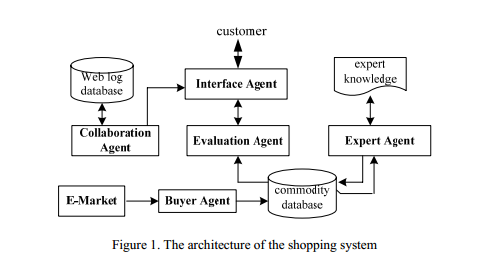 customer
Web log
database
Interface Agent
expert
knowledge
Collaboration
Agent
Evaluation Agent
Expert Agent
E-Market
Buyer Agent
commodity
database
Figure 1. The architecture of the shopping system